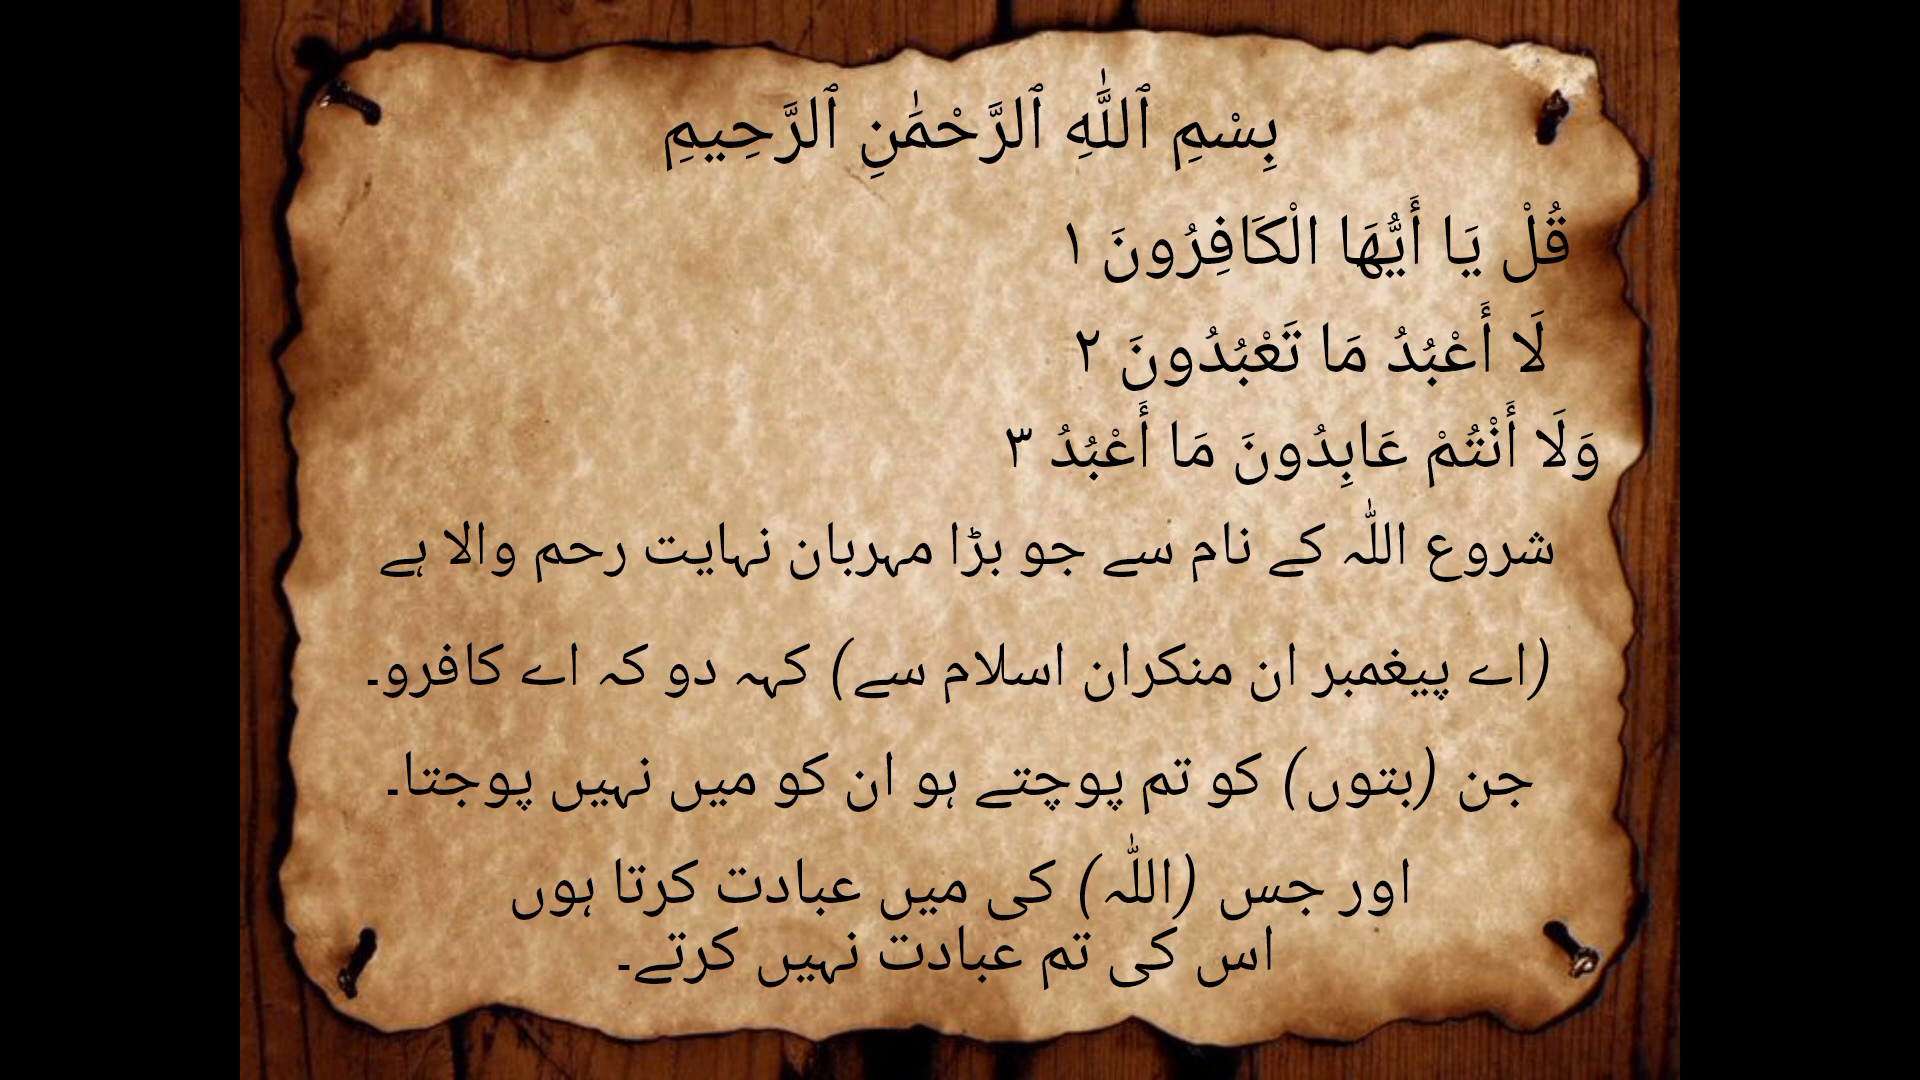 بِسْمِ ٱللَّٰهِ ٱلرَّحْمَٰنِ ٱلرَّحِيمِ
قُلْ يَا أَيُّهَا الْكَافِرُونَ ١
لَا أَعْبُدُ مَا تَعْبُدُونَ ٢
وَلَا أَنْتُمْ عَابِدُونَ مَا أَعْبُدُ ٣
شروع اللہ کے نام سے جو بڑا مہربان نہایت رحم والا ہے
(اے پیغمبر ان منکران اسلام سے) کہہ دو کہ اے کافرو۔
جن (بتوں) کو تم پوچتے ہو ان کو میں نہیں پوجتا۔
اور جس (اللہ) کی میں عبادت کرتا ہوں
اس کی تم عبادت نہیں کرتے۔